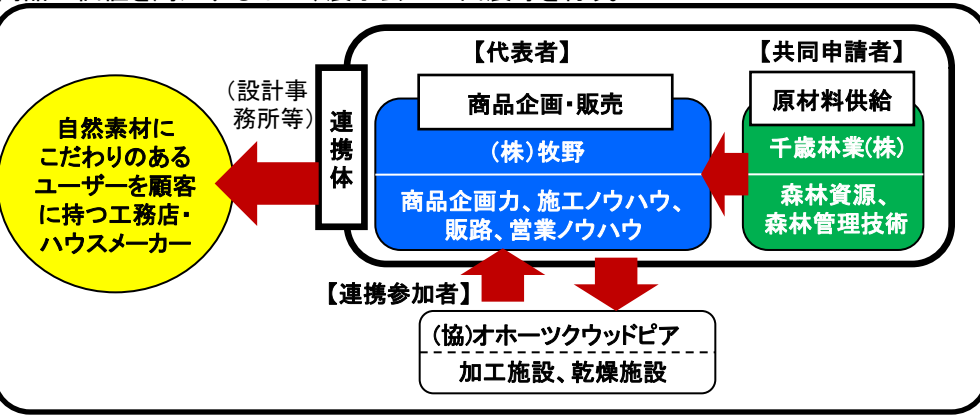 【代表者】
【共同申請者】
商品企画・販売
原材料供給
(設計事
務所等)
連携体
自然素材に
こだわりのある
ユーザーを顧客
に持つ工務店・
ハウスメーカー
(株)牧野
千歳林業(株)
商品企画力、施工ノウハウ、
販路、営業ノウハウ
森林資源、
森林管理技術
【連携参加者】
(協)オホーツクウッドピア
加工施設、乾燥施設